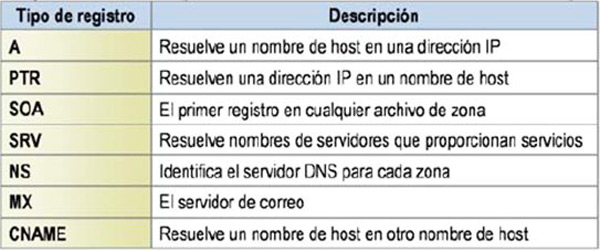 Tipo de registro Descripción
A Resuelve un nombre de host en una dirección IP
PTR Resuelven una dirección IP en un nombre de host
SOA El primer registro en cualquier archivo de zona
SRV Resuelve nombres de servidores que proporcionan servicios
NS Identifica el servidor DNS para cada zona
MX El servidor de correo
CNAME Resuelve un nombre de host en otro nombre de host